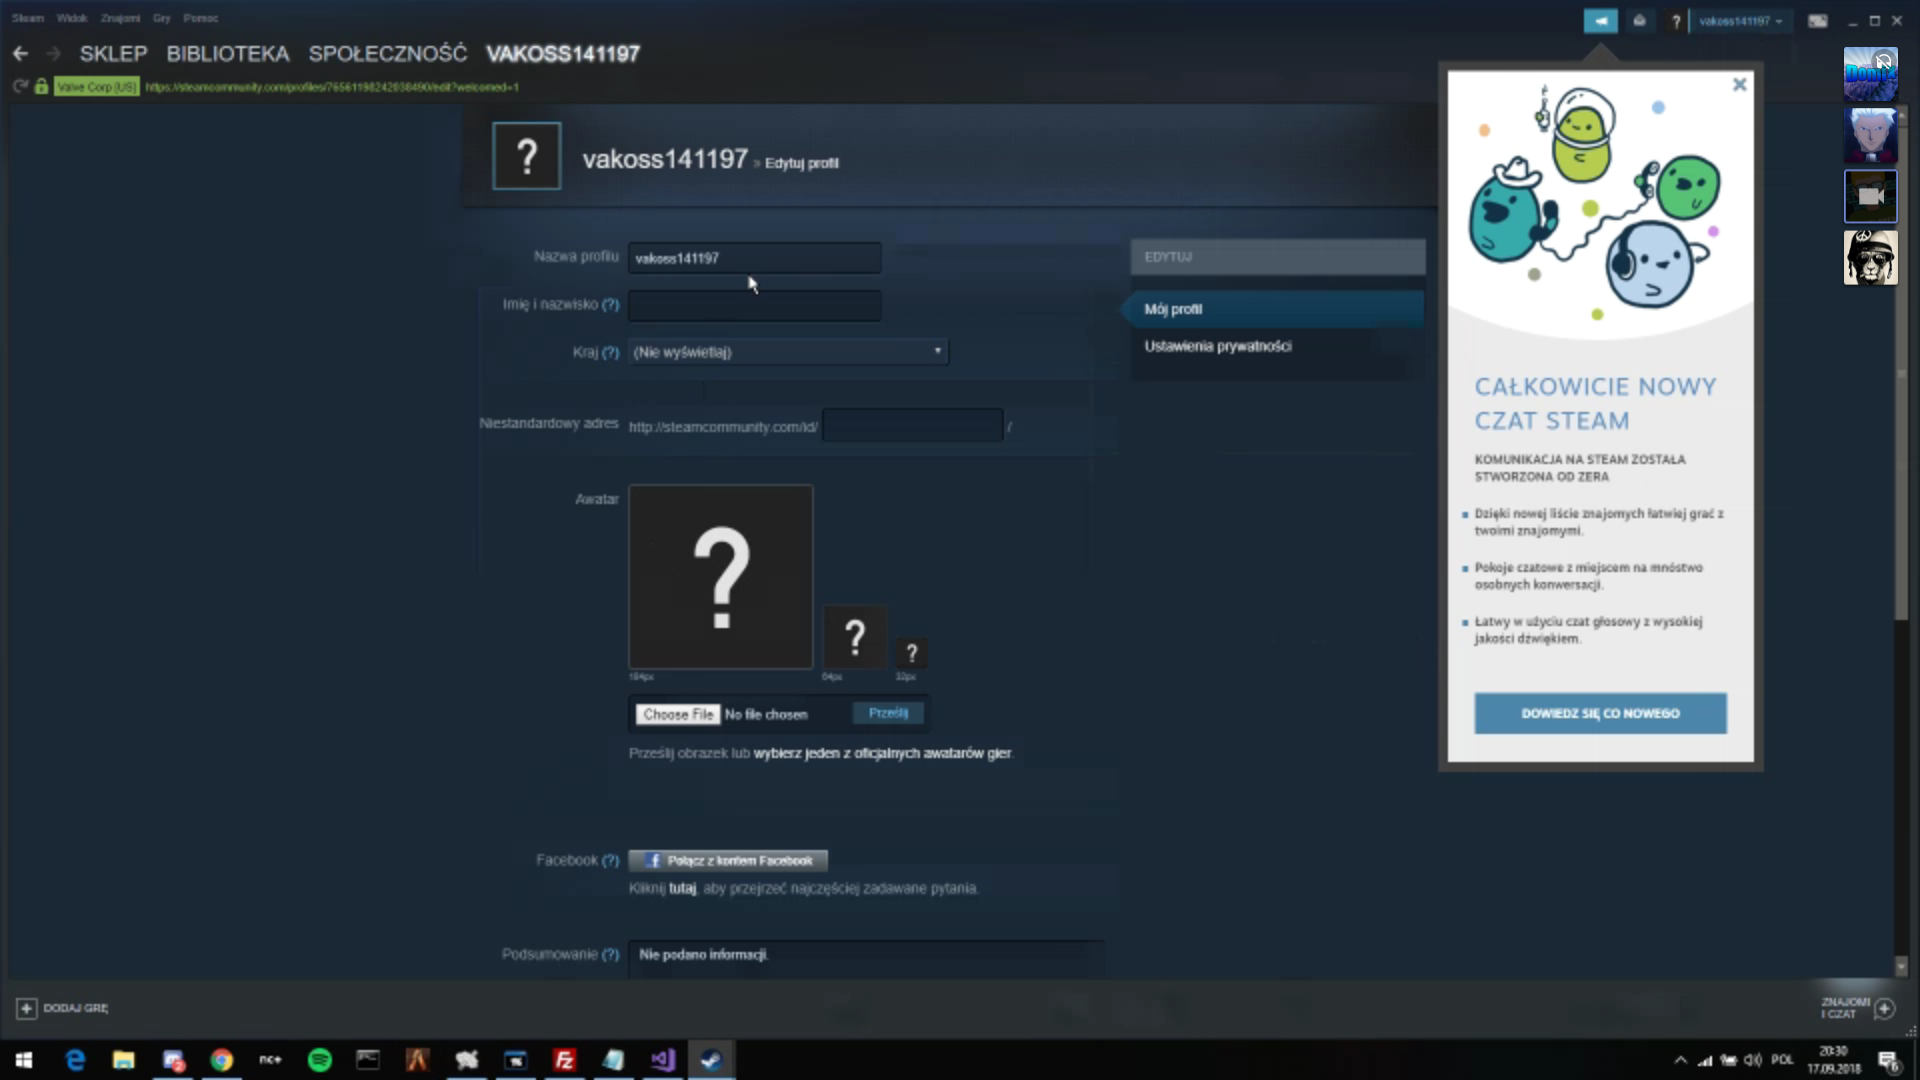 Steam Widok Znajomi Gry Pomoc
vakoss141197
SKLEP BIBLIOTEKA SPOŁECZNOŚĆ VAKOSS141197
Valve Corp [US] https://steamcommunity.com/profiles/76561198242038490/edit?welcomed=1
vakoss141197 » Edytuj profil
Nazwa profilu vakoss141197
Imię i nazwisko (?)
Kraj (?) (Nie wyświetlaj)
Niestandardowy adres http://steamcommunity.com/id/ /
Awatar
184px 64px 32px
Choose File No file chosen Prześlij
Prześlij obrazek lub wybierz jeden z oficjalnych awatarów gier.
Facebook (?) Połącz z kontem Facebook
Kliknij tutaj, aby przejrzeć najczęściej zadawane pytania.
Podsumowanie (?) Nie podano informacji.
EDYTUJ
Mój profil
Ustawienia prywatności
CAŁKOWICIE NOWY
CZAT STEAM
KOMUNIKACJA NA STEAM ZOSTAŁA
STWORZONA OD ZERA
Dzięki nowej liście znajomych łatwiej grać z
twoimi znajomymi.
Pokoje czatowe z miejscem na mnóstwo
osobnych konwersacji.
Łatwy w użyciu czat głosowy z wysokiej
jakości dźwiękiem.
DOWIEDZ SIĘ CO NOWEGO
DODAJ GRĘ
ZNAJOMI
I CZAT
nc+
POL
20:30
17.09.2018